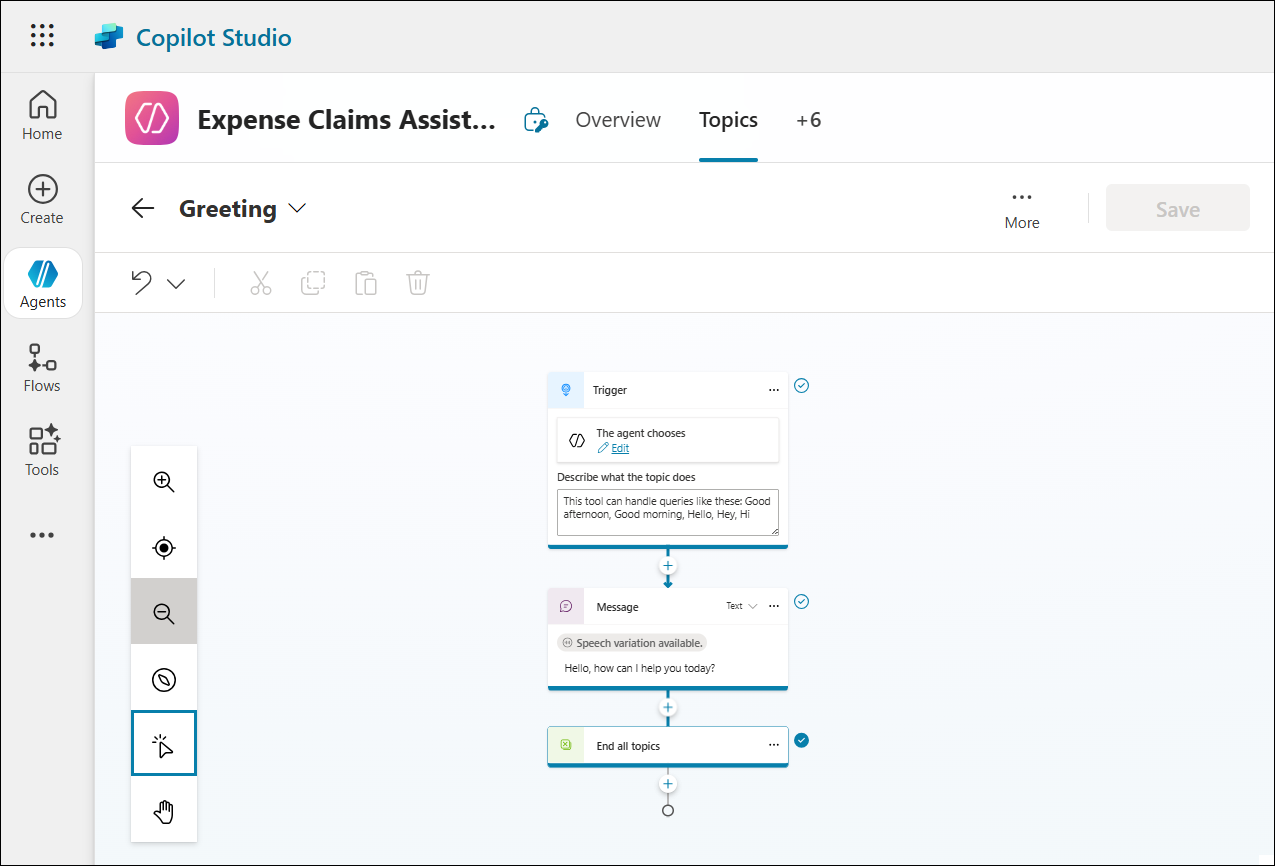 Copilot Studio
Home
Create
Agents
Flows
Tools
Expense Claims Assist...
Overview
Topics
+6
Greeting
More
Save
Trigger
The agent chooses
Edit
Describe what the topic does
This tool can handle queries like these: Good
afternoon, Good morning, Hello, Hey, Hi
Message
Text
Speech variation available.
Hello, how can I help you today?
End all topics